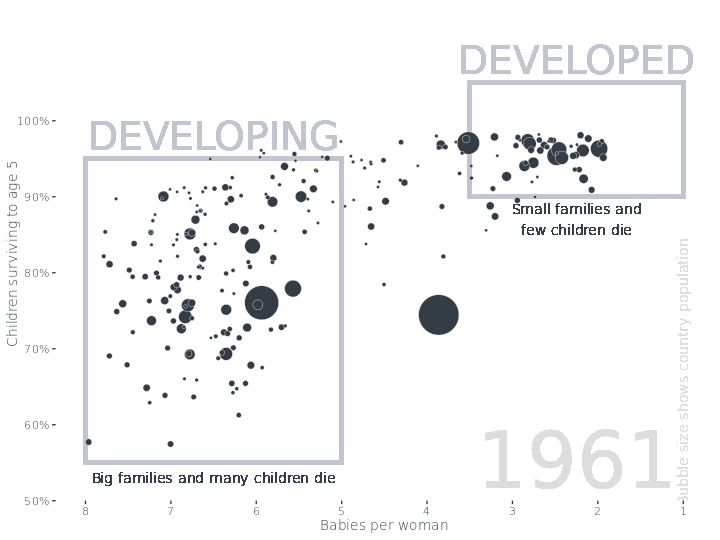 DEVELOPED
DEVELOPING
100%
90%
80%
70%
60%
50%
Children surviving to age 5
Small families and
few children die
Big families and many children die
1961
Bubble size shows country population
8 7 6 5 4 3 2 1
Babies per woman